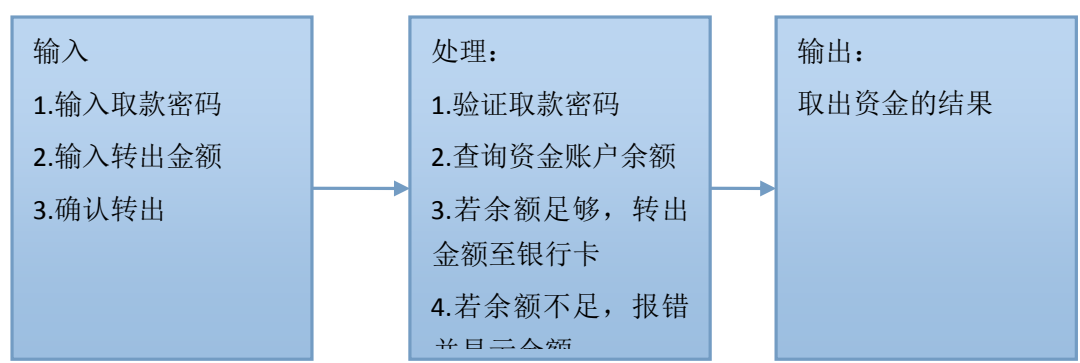 输入
1.输入取款密码
2.输入转出金额
3.确认转出
处理：
1.验证取款密码
2.查询资金账户余额
3.若余额足够，转出
金额至银行卡
4.若余额不足，报错
输出：
取出资金的结果